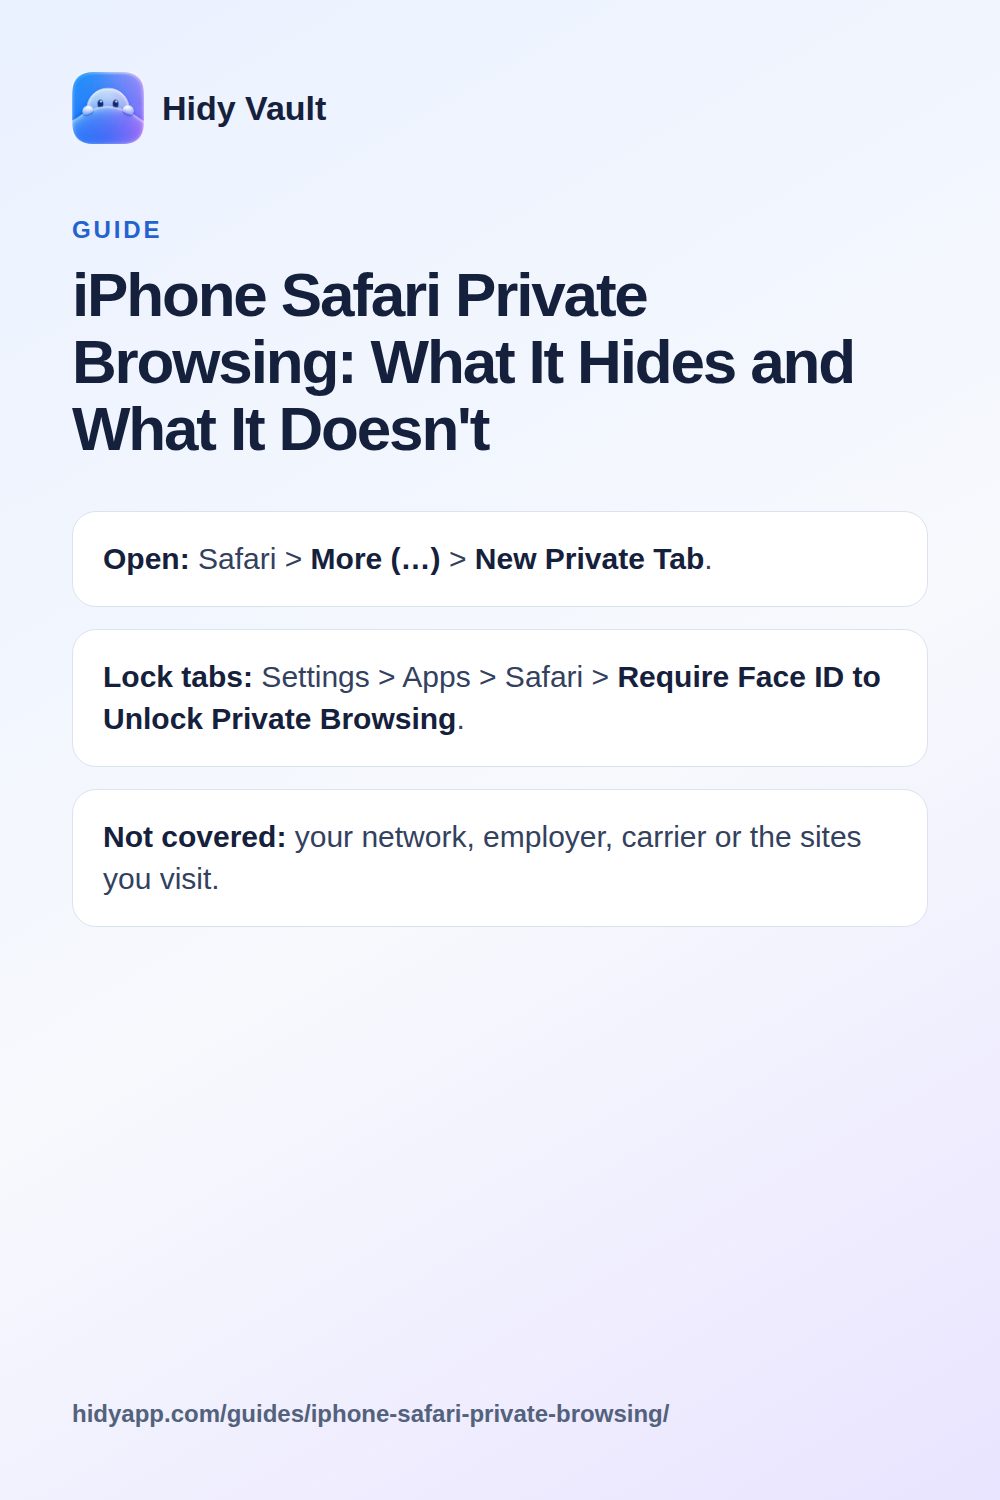 Hidy Vault
GUIDE
iPhone Safari Private
Browsing: What It Hides and
What It Doesn't
Open: Safari > More (…) > New Private Tab.
Lock tabs: Settings > Apps > Safari > Require Face ID to
Unlock Private Browsing.
Not covered: your network, employer, carrier or the sites
you visit.
hidyapp.com/guides/iphone-safari-private-browsing/